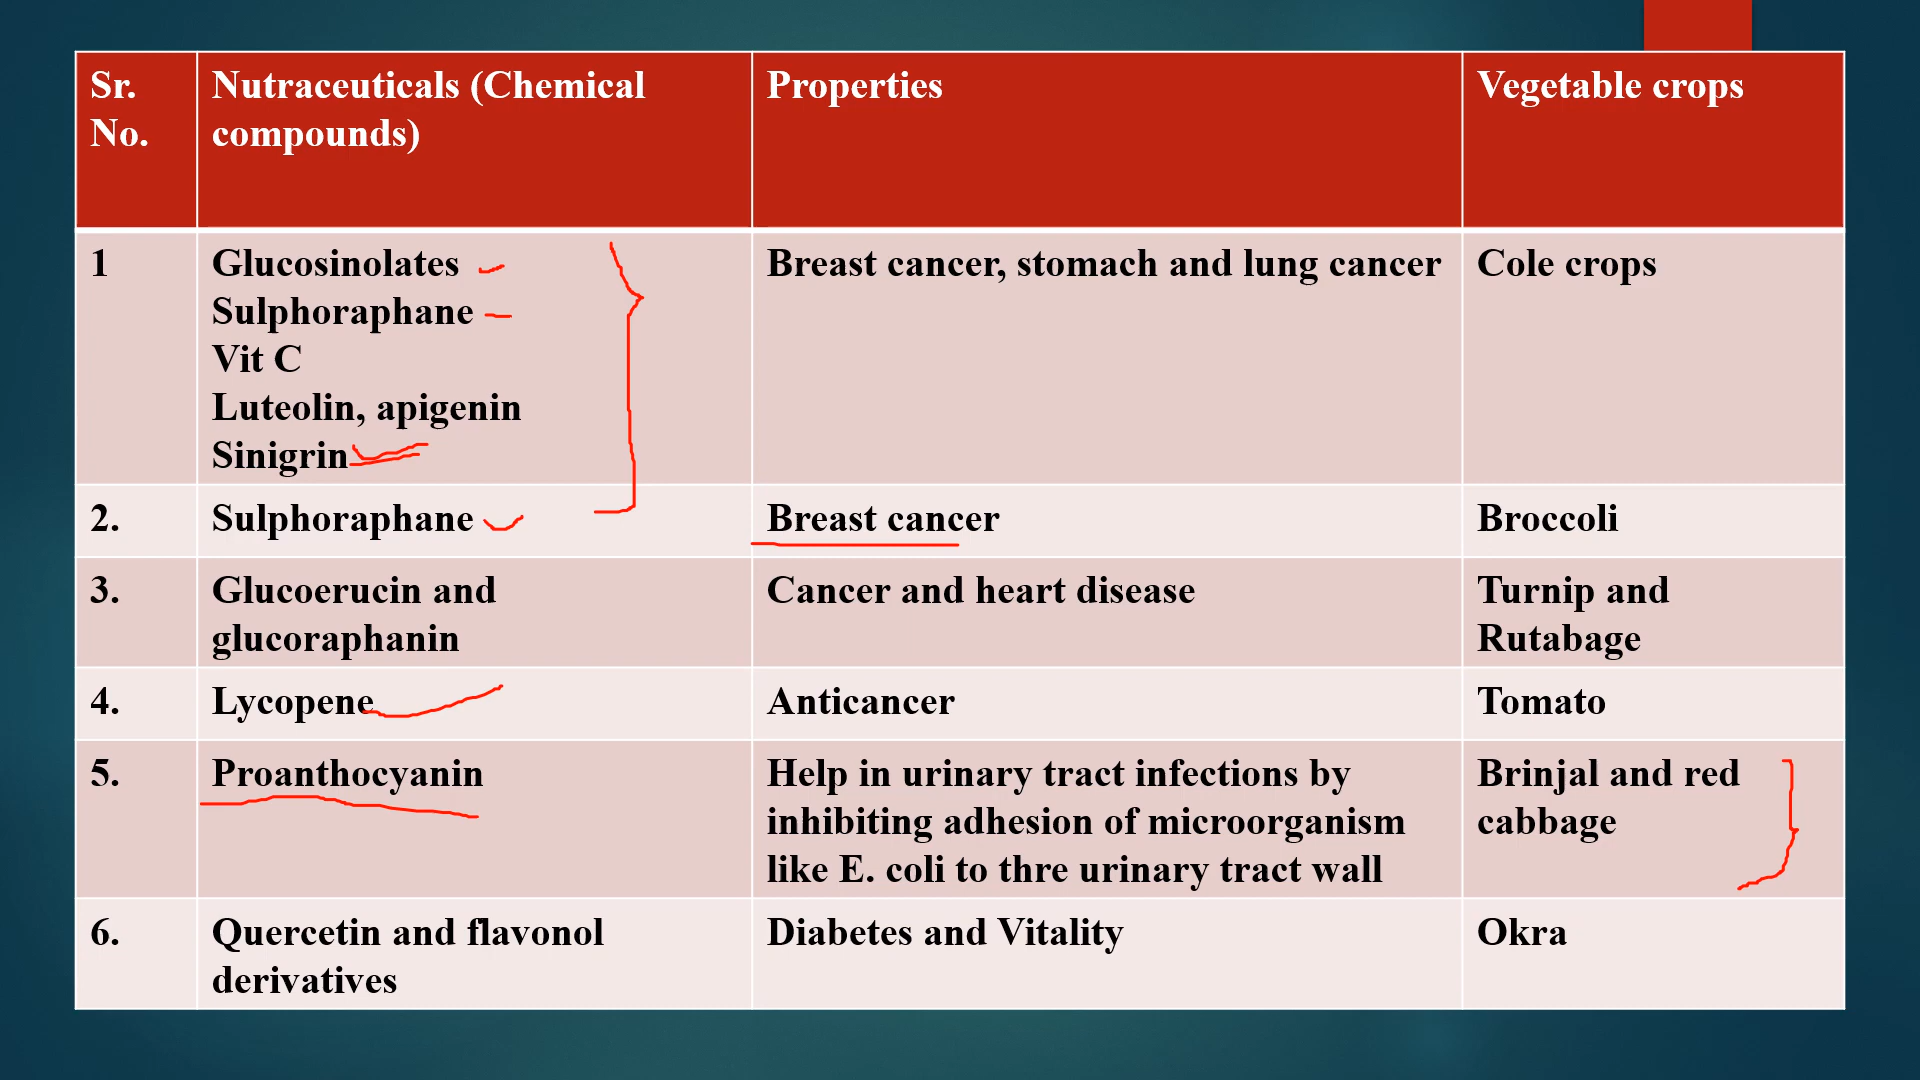 Sr. No.
Nutraceuticals (Chemical compounds)
Properties
Vegetable crops
1
Glucosinolates
Sulphoraphane
Vit C
Luteolin, apigenin
Sinigrin
Breast cancer, stomach and lung cancer
Cole crops
2.
Sulphoraphane
Breast cancer
Broccoli
3.
Glucoerucin and
glucoraphanin
Cancer and heart disease
Turnip and
Rutabage
4.
Lycopene
Anticancer
Tomato
5.
Proanthocyanin
Help in urinary tract infections by
inhibiting adhesion of microorganism
like E. coli to thre urinary tract wall
Brinjal and red
cabbage
6.
Quercetin and flavonol
derivatives
Diabetes and Vitality
Okra